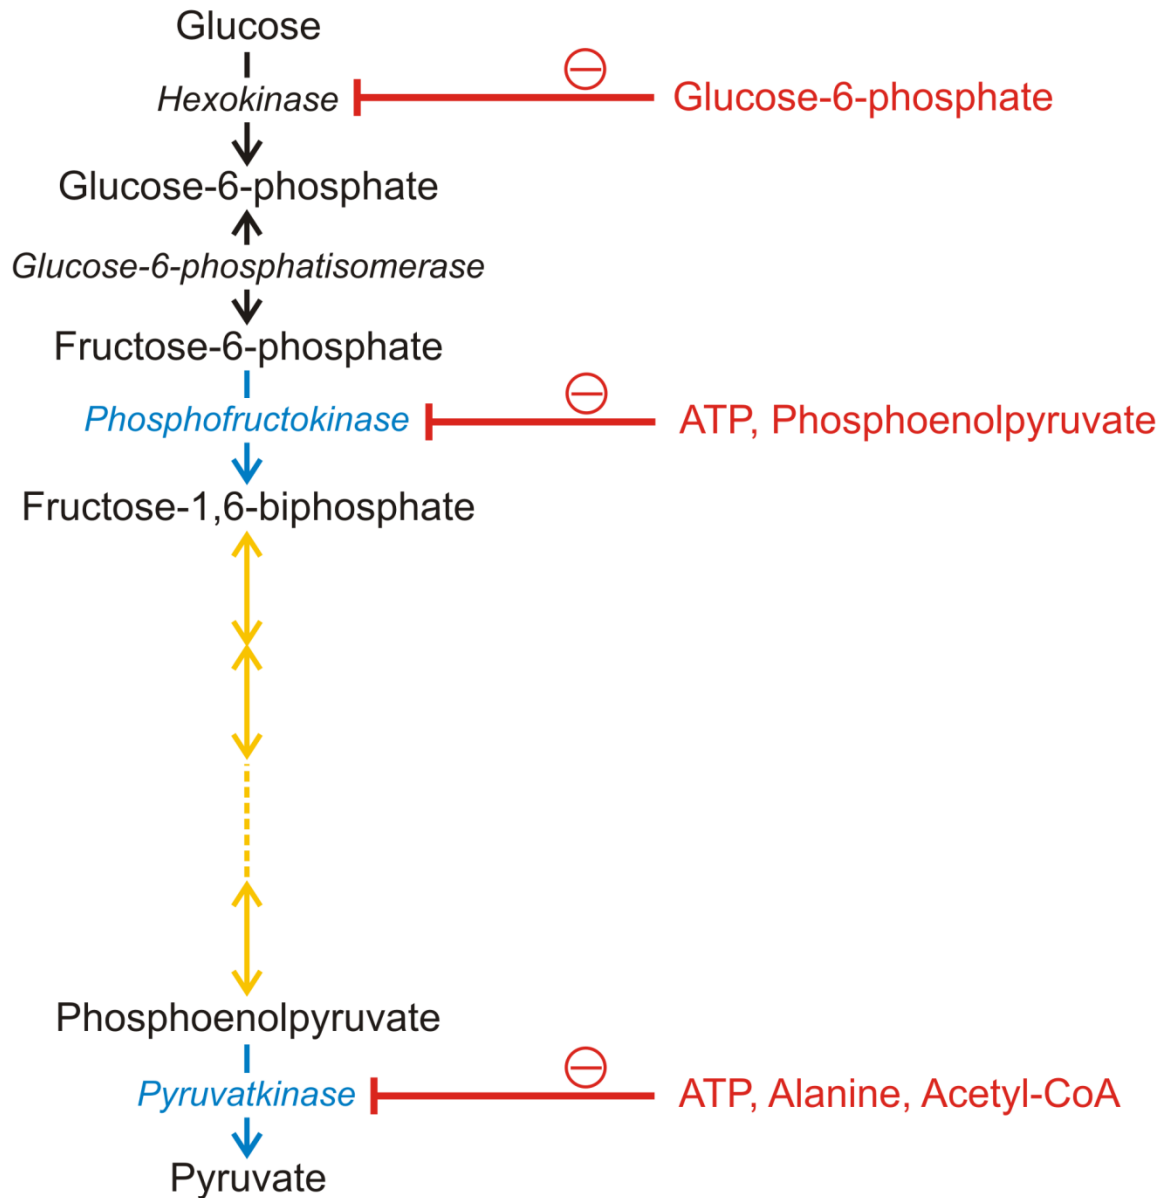 Glucose
Hexokinase
Glucose-6-phosphate
Glucose-6-phosphate
Glucose-6-phosphatisomerase
Fructose-6-phosphate
Phosphofructokinase
ATP, Phosphoenolpyruvate
Fructose-1,6-biphosphate
Phosphoenolpyruvate
Pyruvatkinase
ATP, Alanine, Acetyl-CoA
Pyruvate